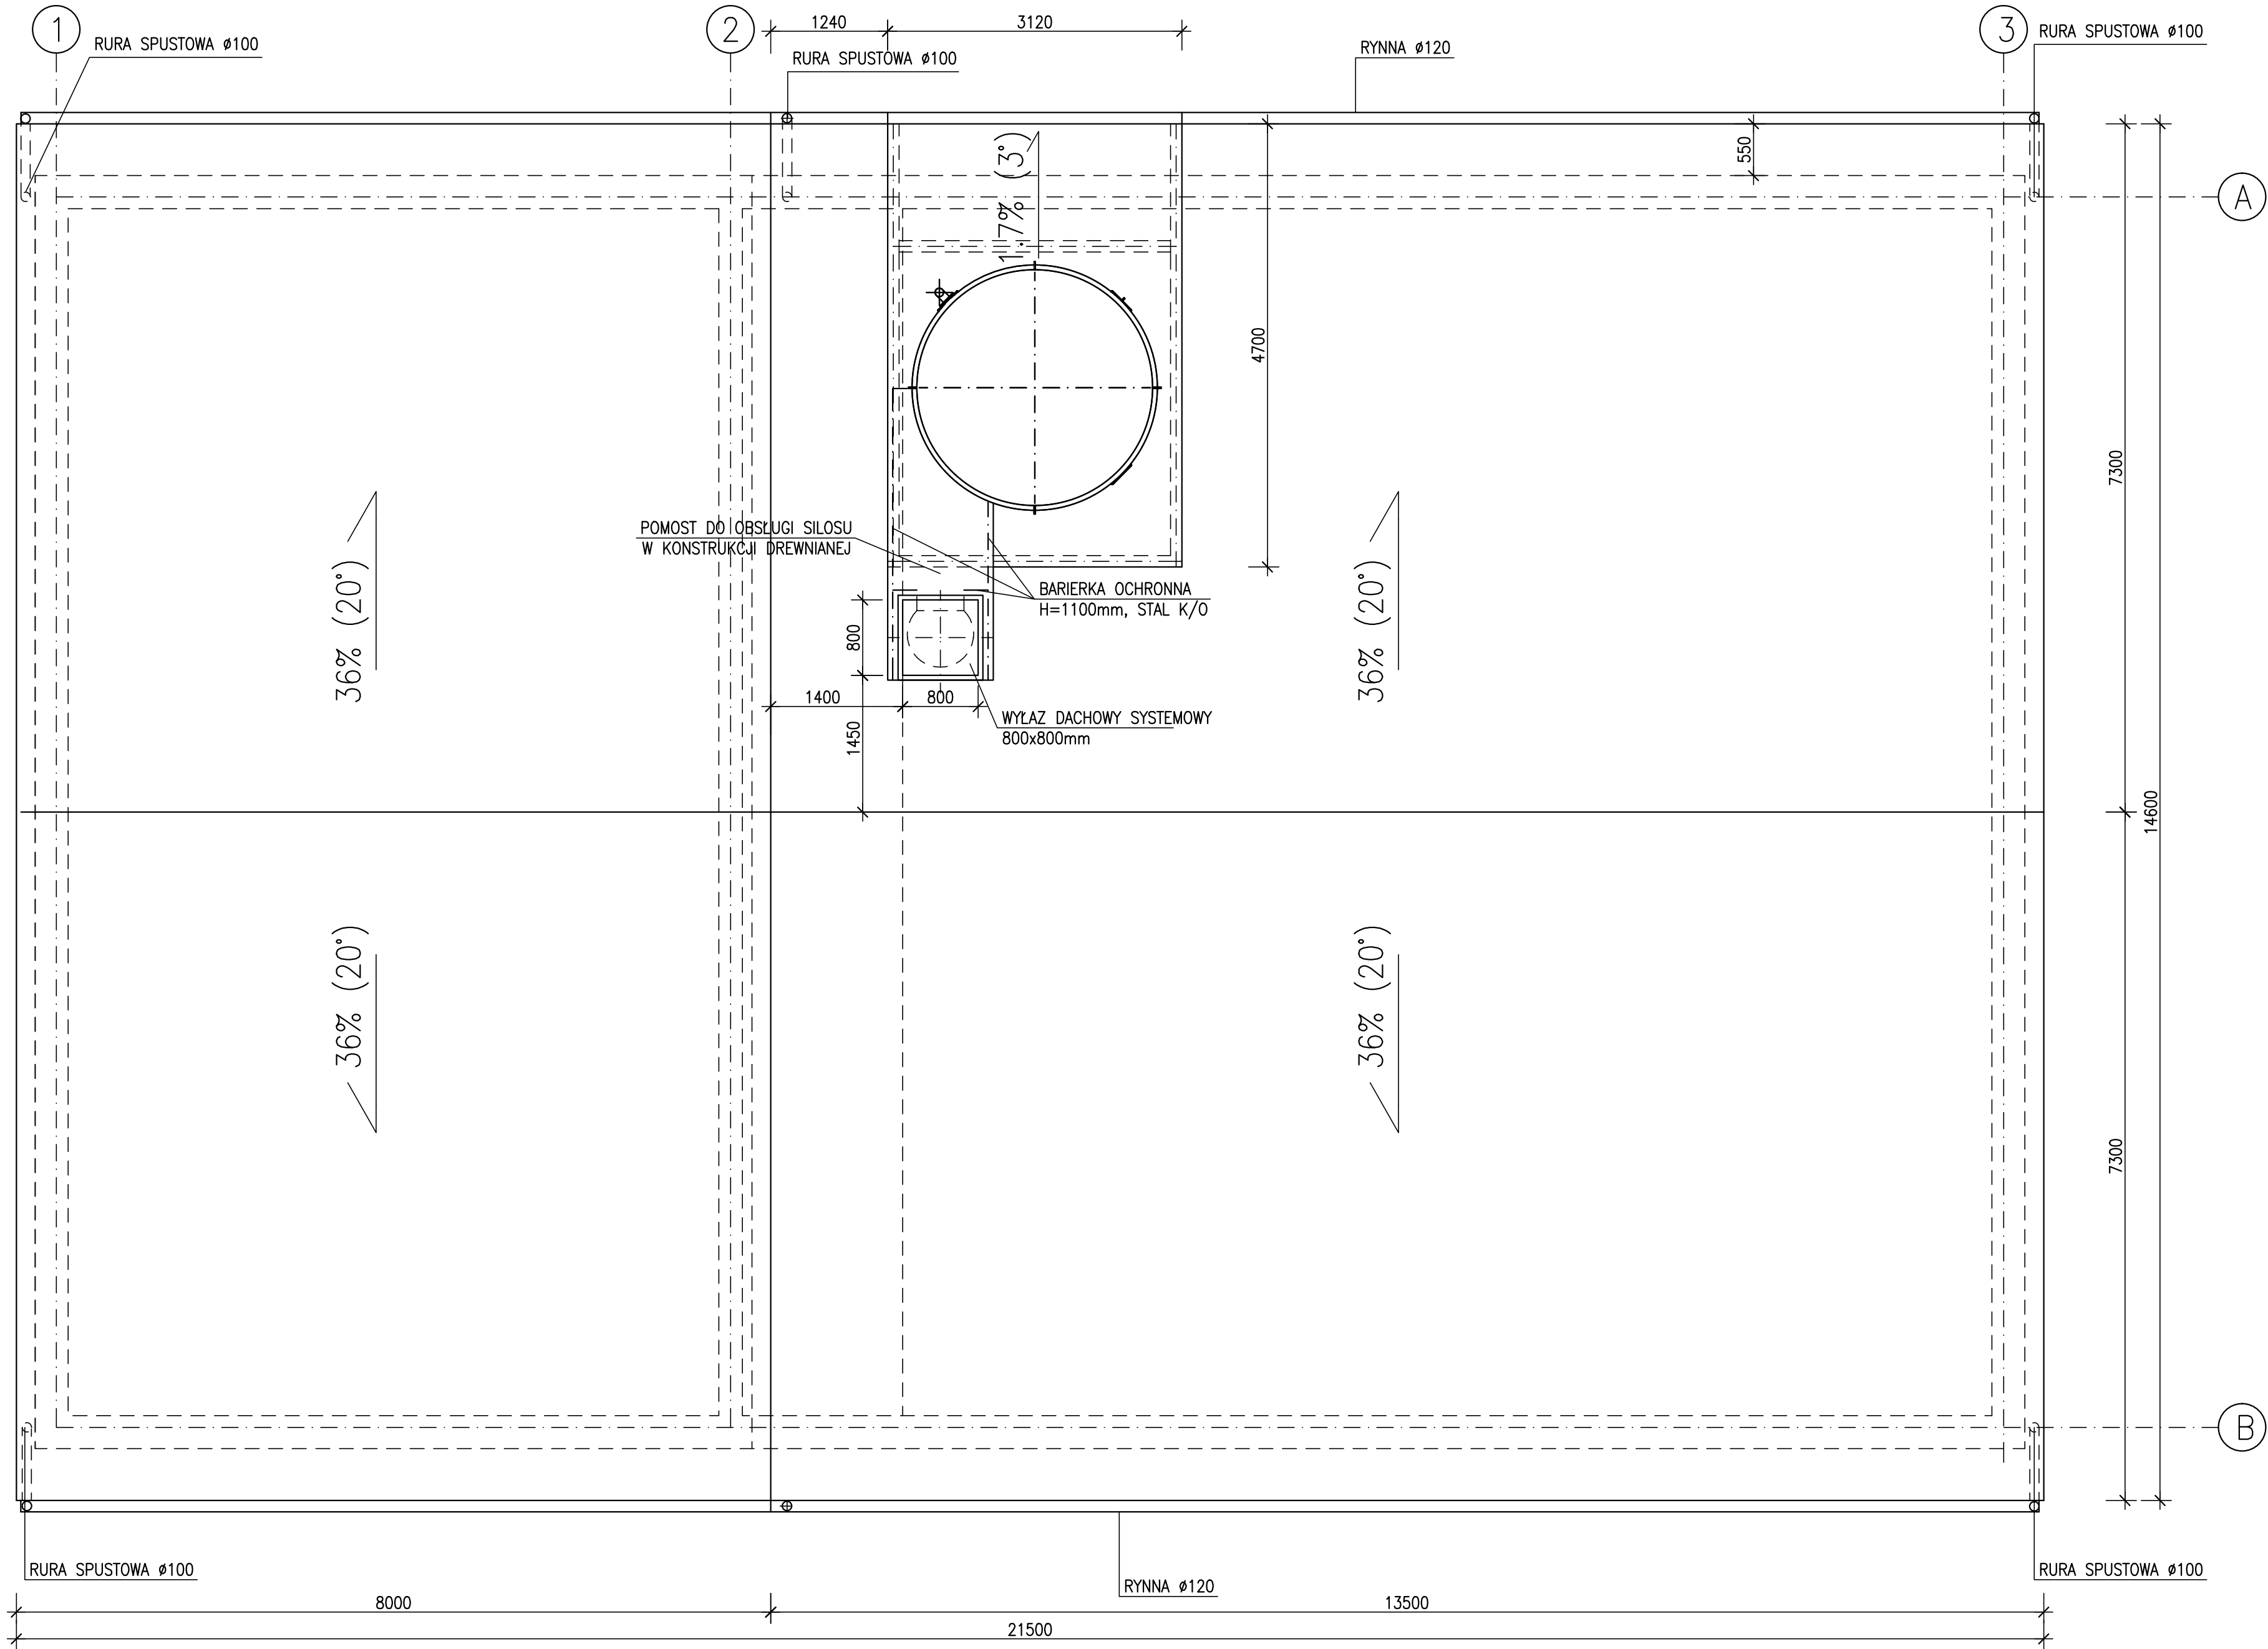 1
2
3
1240
3120
RURA SPUSTOWA ø100
RURA SPUSTOWA ø100
RYNNA ø120
RURA SPUSTOWA ø100
550
A
1.7% (3°)
4700
7300
36% (20°)
36% (20°)
POMOST DO OBSŁUGI SILOSU
W KONSTRUKCJI DREWNIANEJ
BARIERKA OCHRONNA
H=1100mm, STAL K/O
800
1400
800
1450
WYŁAZ DACHOWY SYSTEMOWY
800x800mm
14600
36% (20°)
36% (20°)
7300
B
RURA SPUSTOWA ø100
RYNNA ø120
RURA SPUSTOWA ø100
8000
13500
21500